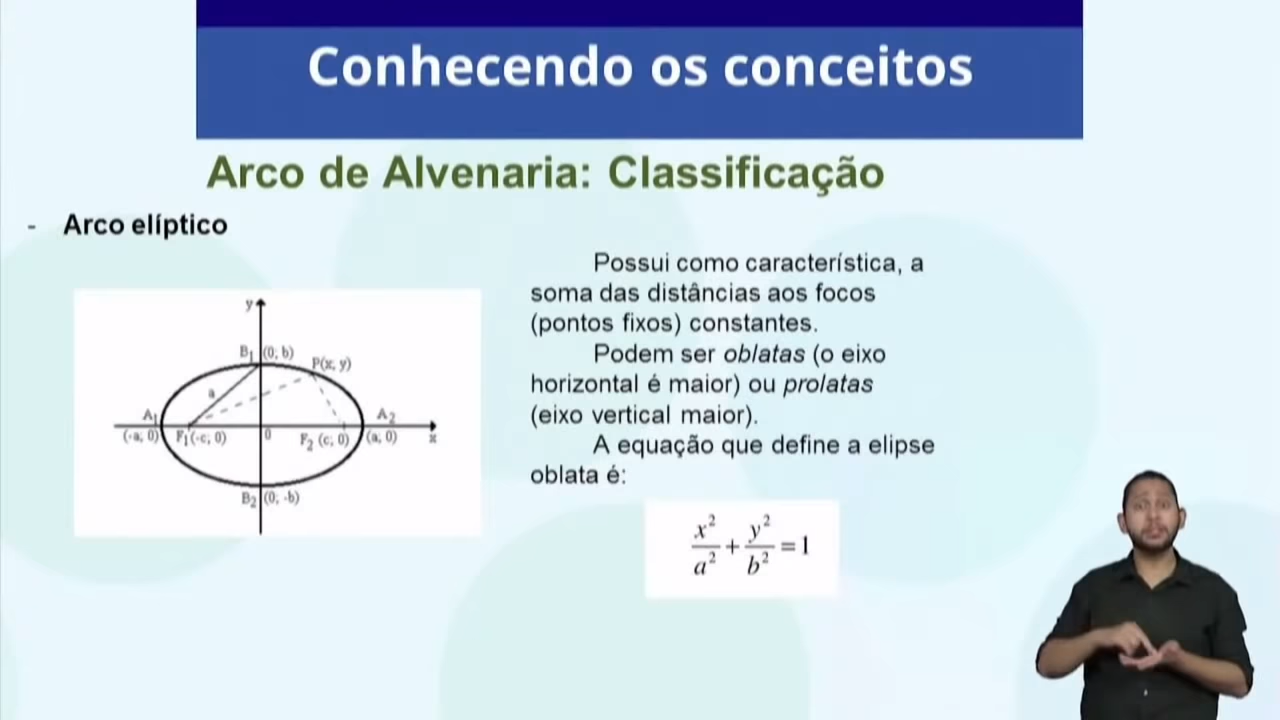 Conhecendo os conceitos
Arco de Alvenaria: Classificação
- Arco elíptico
Possui como característica, a
soma das distâncias aos focos
(pontos fixos) constantes.
Podem ser oblatas (o eixo
horizontal é maior) ou prolatas
(eixo vertical maior).
A equação que define a elipse
oblata é:
x²/a² + y²/b² = 1
y
B₁ (0; b)
P(x; y)
a
A₁ A₂
(-a; 0) F₁(-c; 0) 0 F₂ (c; 0) (a; 0) x
B₂ (0; -b)